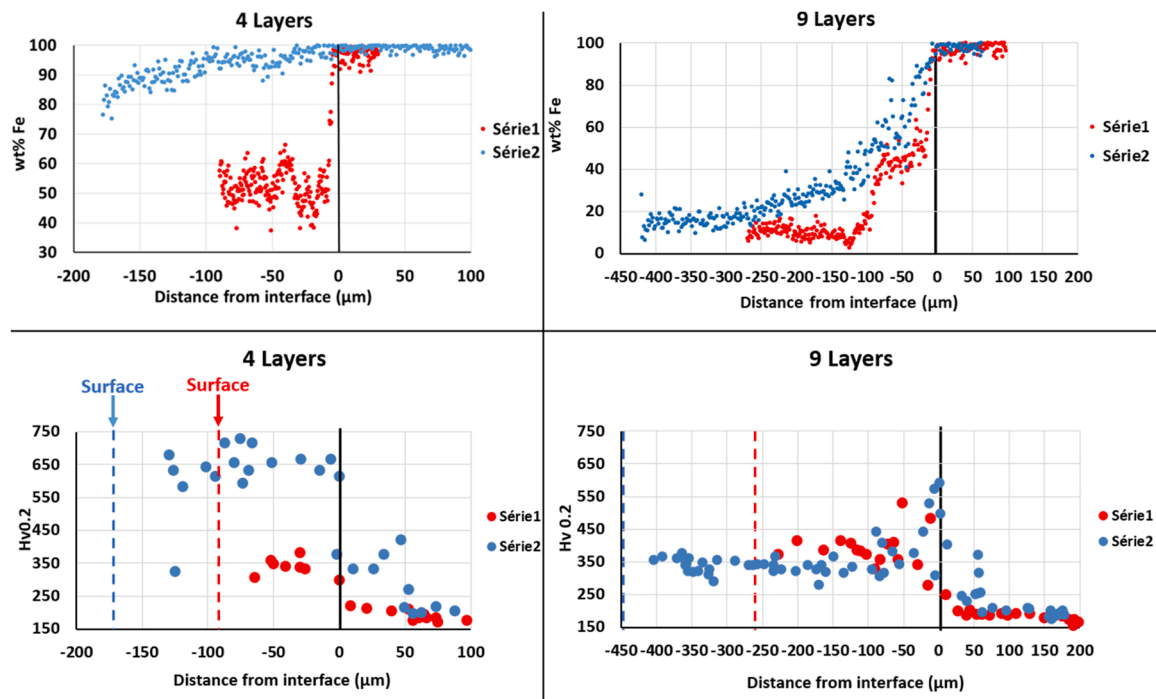 4 Layers
100
90
80
70
60
50
40
30
wt% Fe
-200 -150 -100 -50 0 50 100
Distance from interface (µm)
Série1
Série2
9 Layers
100
80
60
40
20
0
wt% Fe
-450 -400 -350 -300 -250 -200 -150 -100 -50 0 50 100 150 200
Distance from interface (µm)
Série1
Série2
4 Layers
Surface Surface
750
650
550
450
350
250
150
Hv0.2
-200 -150 -100 -50 0 50 100
Distance from interface (µm)
Série1
Série2
9 Layers
750
650
550
450
350
250
150
Hv 0.2
-450 -400 -350 -300 -250 -200 -150 -100 -50 0 50 100 150 200
Distance from interface (µm)
Série1
Série2